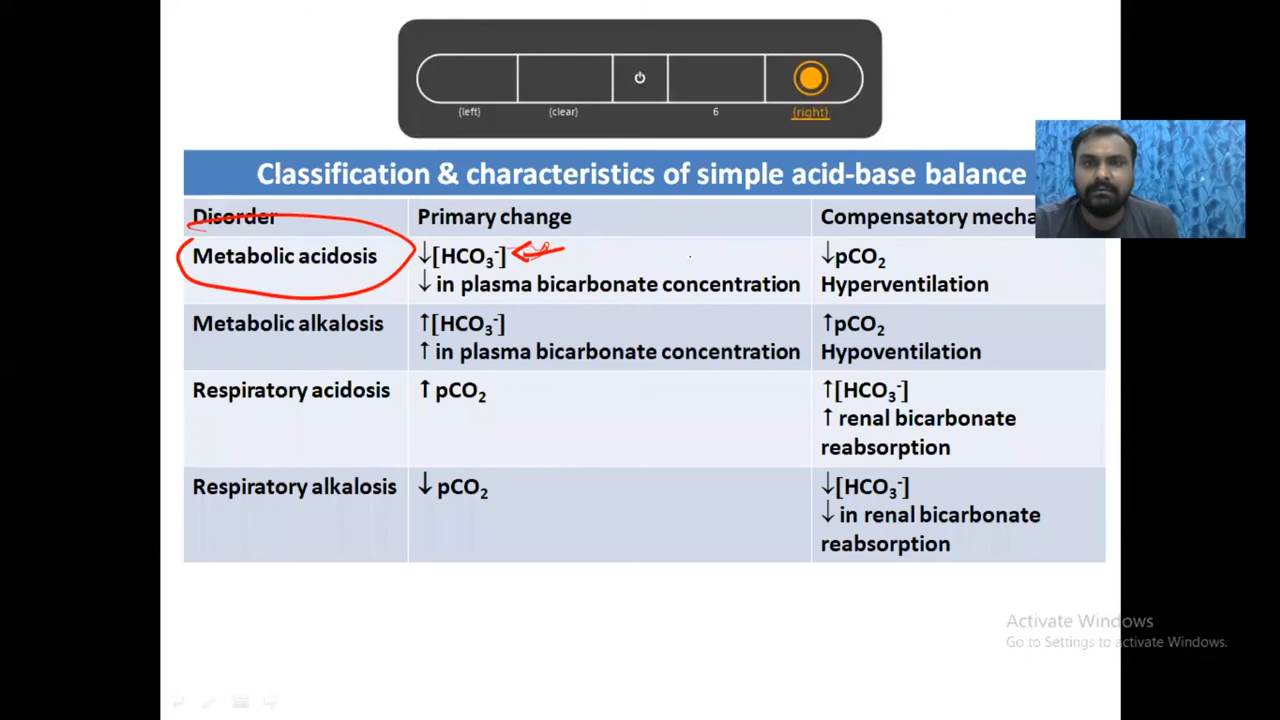 {left} {clear} 6 {right}
Classification & characteristics of simple acid-base balance
Disorder Primary change Compensatory mecha
Metabolic acidosis ↓[HCO₃⁻] ↓pCO₂
↓ in plasma bicarbonate concentration Hyperventilation
Metabolic alkalosis ↑[HCO₃⁻] ↑pCO₂
↑ in plasma bicarbonate concentration Hypoventilation
Respiratory acidosis ↑ pCO₂ ↑[HCO₃⁻]
↑ renal bicarbonate
reabsorption
Respiratory alkalosis ↓ pCO₂ ↓[HCO₃⁻]
↓ in renal bicarbonate
reabsorption
Activate Windows
Go to Settings to activate Windows.